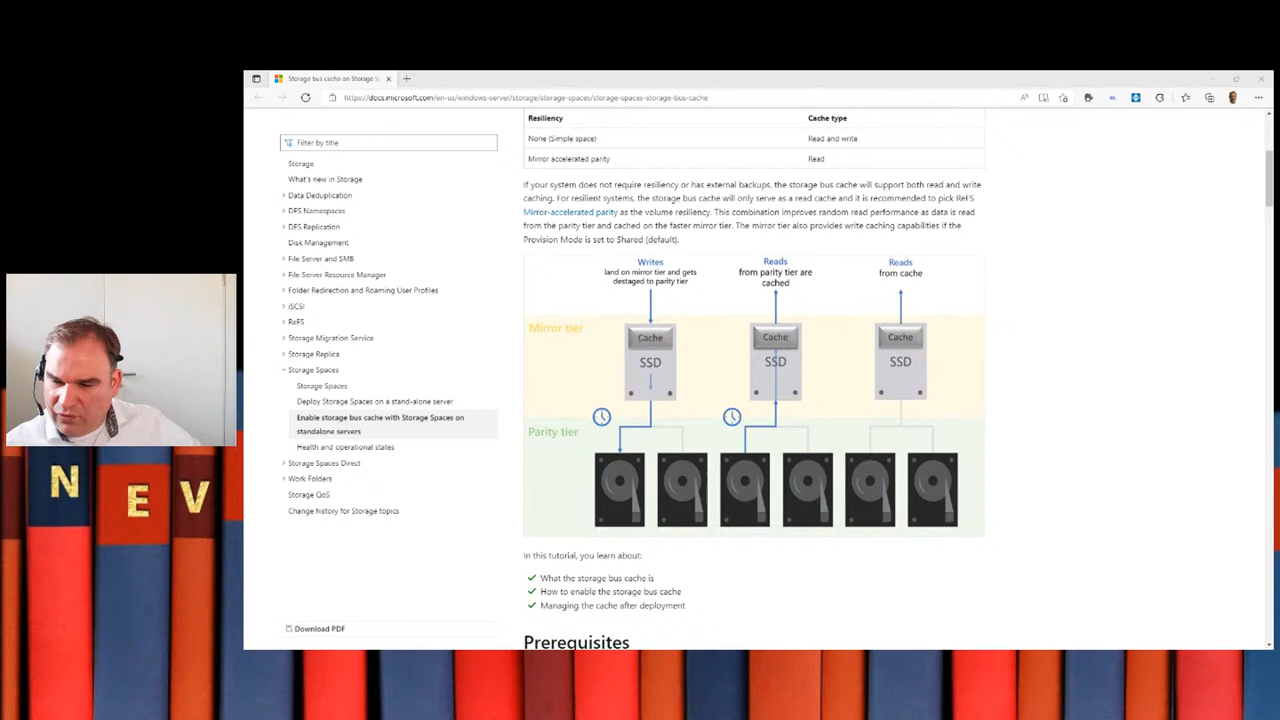 Storage bus cache on Storage S
https://docs.microsoft.com/en-us/windows-server/storage/storage-spaces/storage-spaces-storage-bus-cache
Filter by title
Storage
What's new in Storage
Data Deduplication
DFS Namespaces
DFS Replication
Disk Management
File Server and SMB
File Server Resource Manager
Folder Redirection and Roaming User Profiles
iSCSI
ReFS
Storage Migration Service
Storage Replica
Storage Spaces
Storage Spaces
Deploy Storage Spaces on a stand-alone server
Enable storage bus cache with Storage Spaces on
standalone servers
Health and operational states
Storage Spaces Direct
Work Folders
Storage QoS
Change history for Storage topics
Download PDF
Resiliency Cache type
None (Simple space) Read and write
Mirror accelerated parity Read
If your system does not require resiliency or has external backups, the storage bus cache will support both read and write
caching. For resilient systems, the storage bus cache will only serve as a read cache and it is recommended to pick ReFS
Mirror-accelerated parity as the volume resiliency. This combination improves random read performance as data is read
from the parity tier and cached on the faster mirror tier. The mirror tier also provides write caching capabilities if the
Provision Mode is set to Shared (default).
Writes
land on mirror tier and gets
destaged to parity tier
Reads
from parity tier are
cached
Reads
from cache
Mirror tier
Cache
SSD
Cache
SSD
Cache
SSD
Parity tier
In this tutorial, you learn about:
What the storage bus cache is
How to enable the storage bus cache
Managing the cache after deployment
Prerequisites
N E V